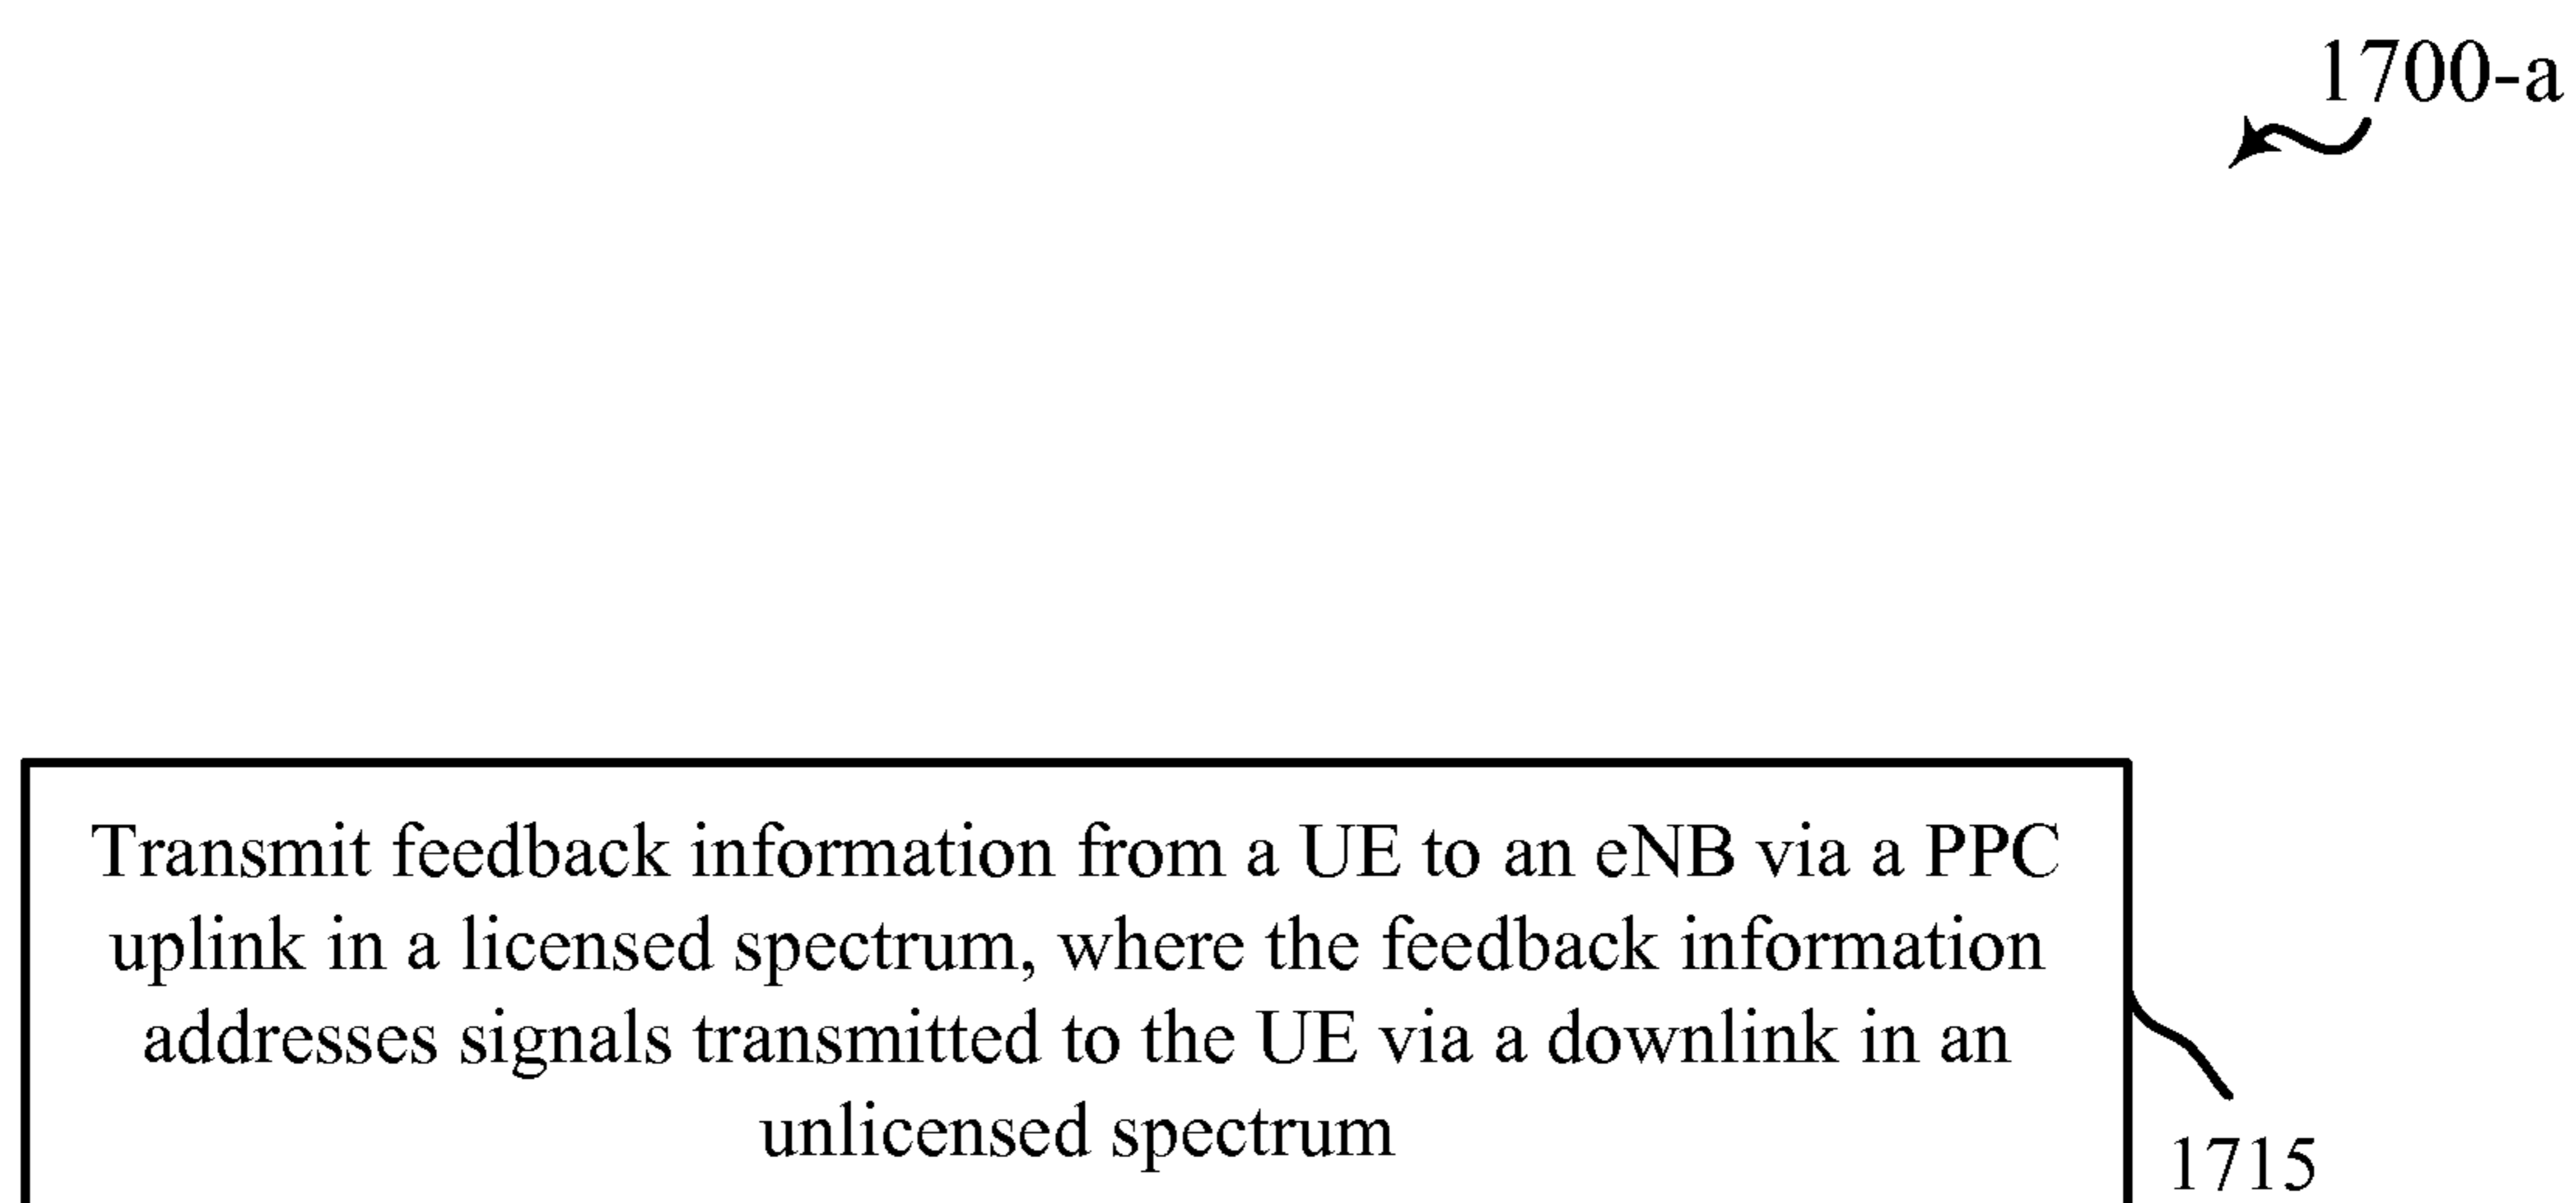 1700-a
Transmit feedback information from a UE to an eNB via a PPC
uplink in a licensed spectrum, where the feedback information
addresses signals transmitted to the UE via a downlink in an
unlicensed spectrum
1715